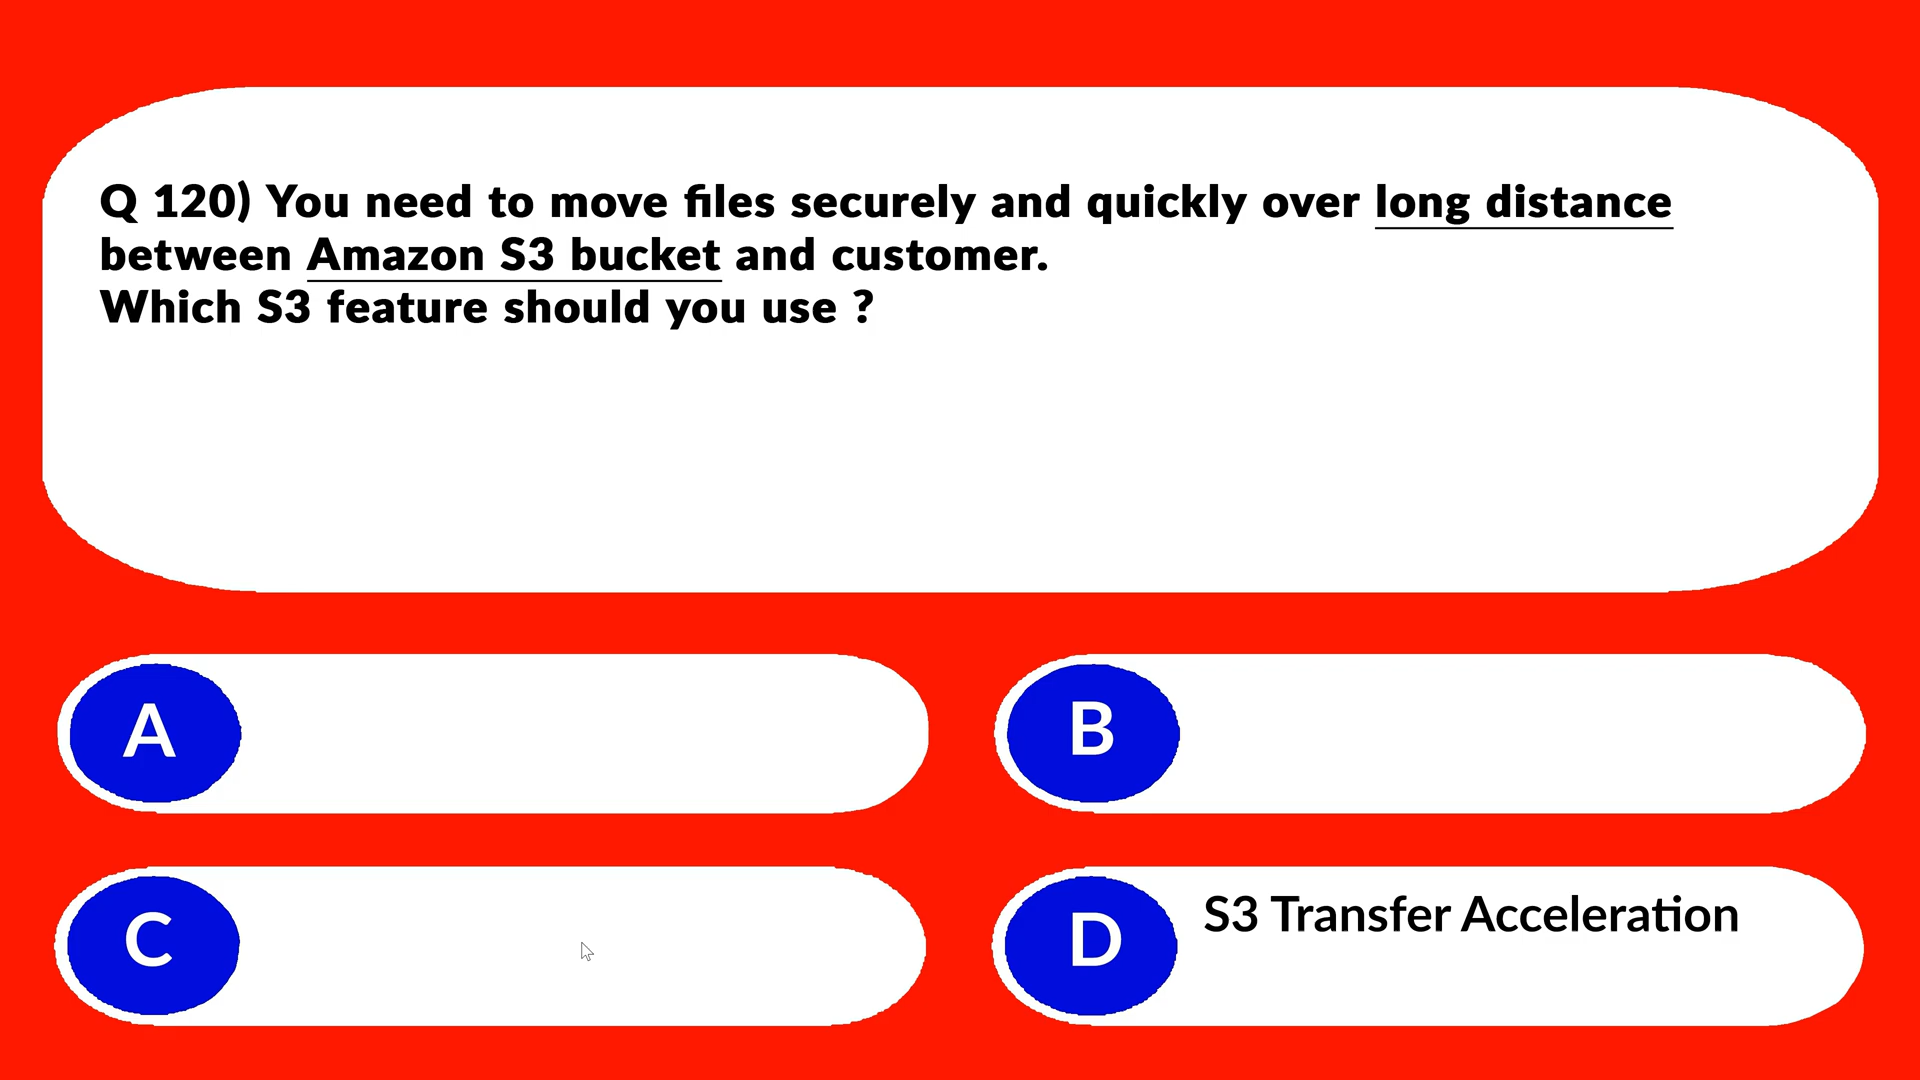 Q 120) You need to move files securely and quickly over long distance
between Amazon S3 bucket and customer.
Which S3 feature should you use ?
A
B
C
D
S3 Transfer Acceleration